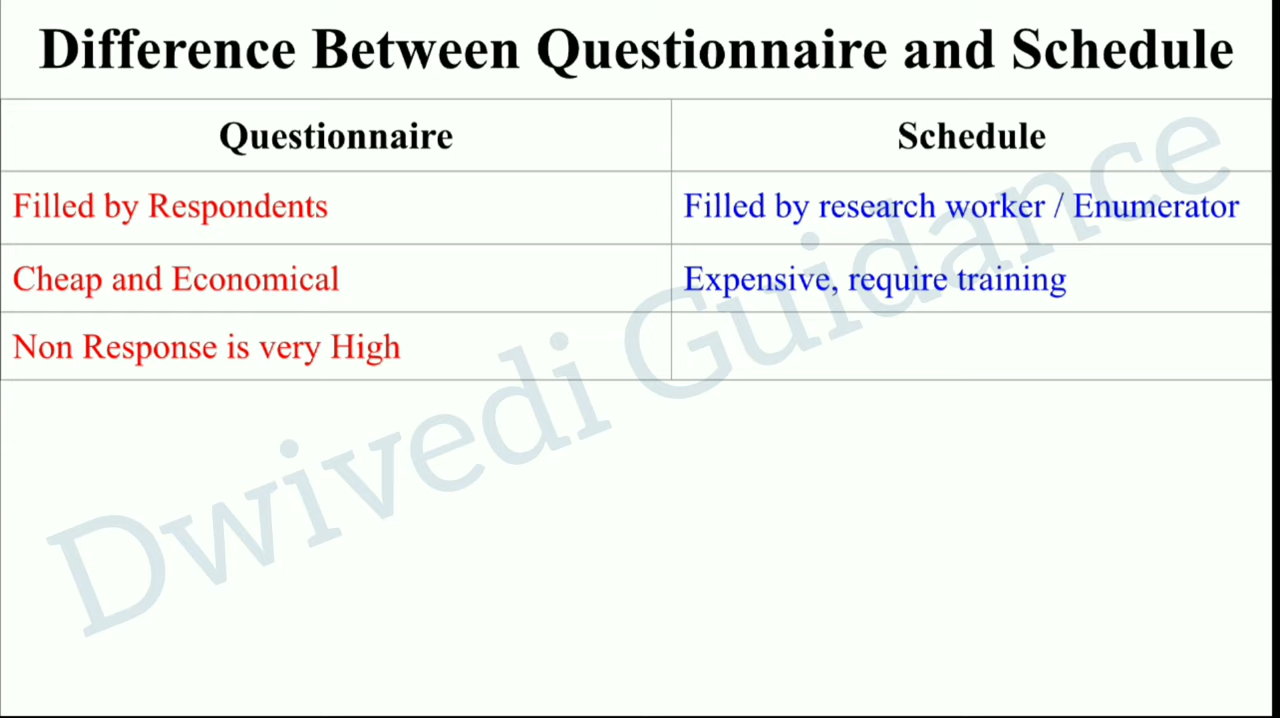 Difference Between Questionnaire and Schedule
Questionnaire
Schedule
Filled by Respondents
Filled by research worker / Enumerator
Cheap and Economical
Expensive, require training
Non Response is very High
Dwivedi Guidance